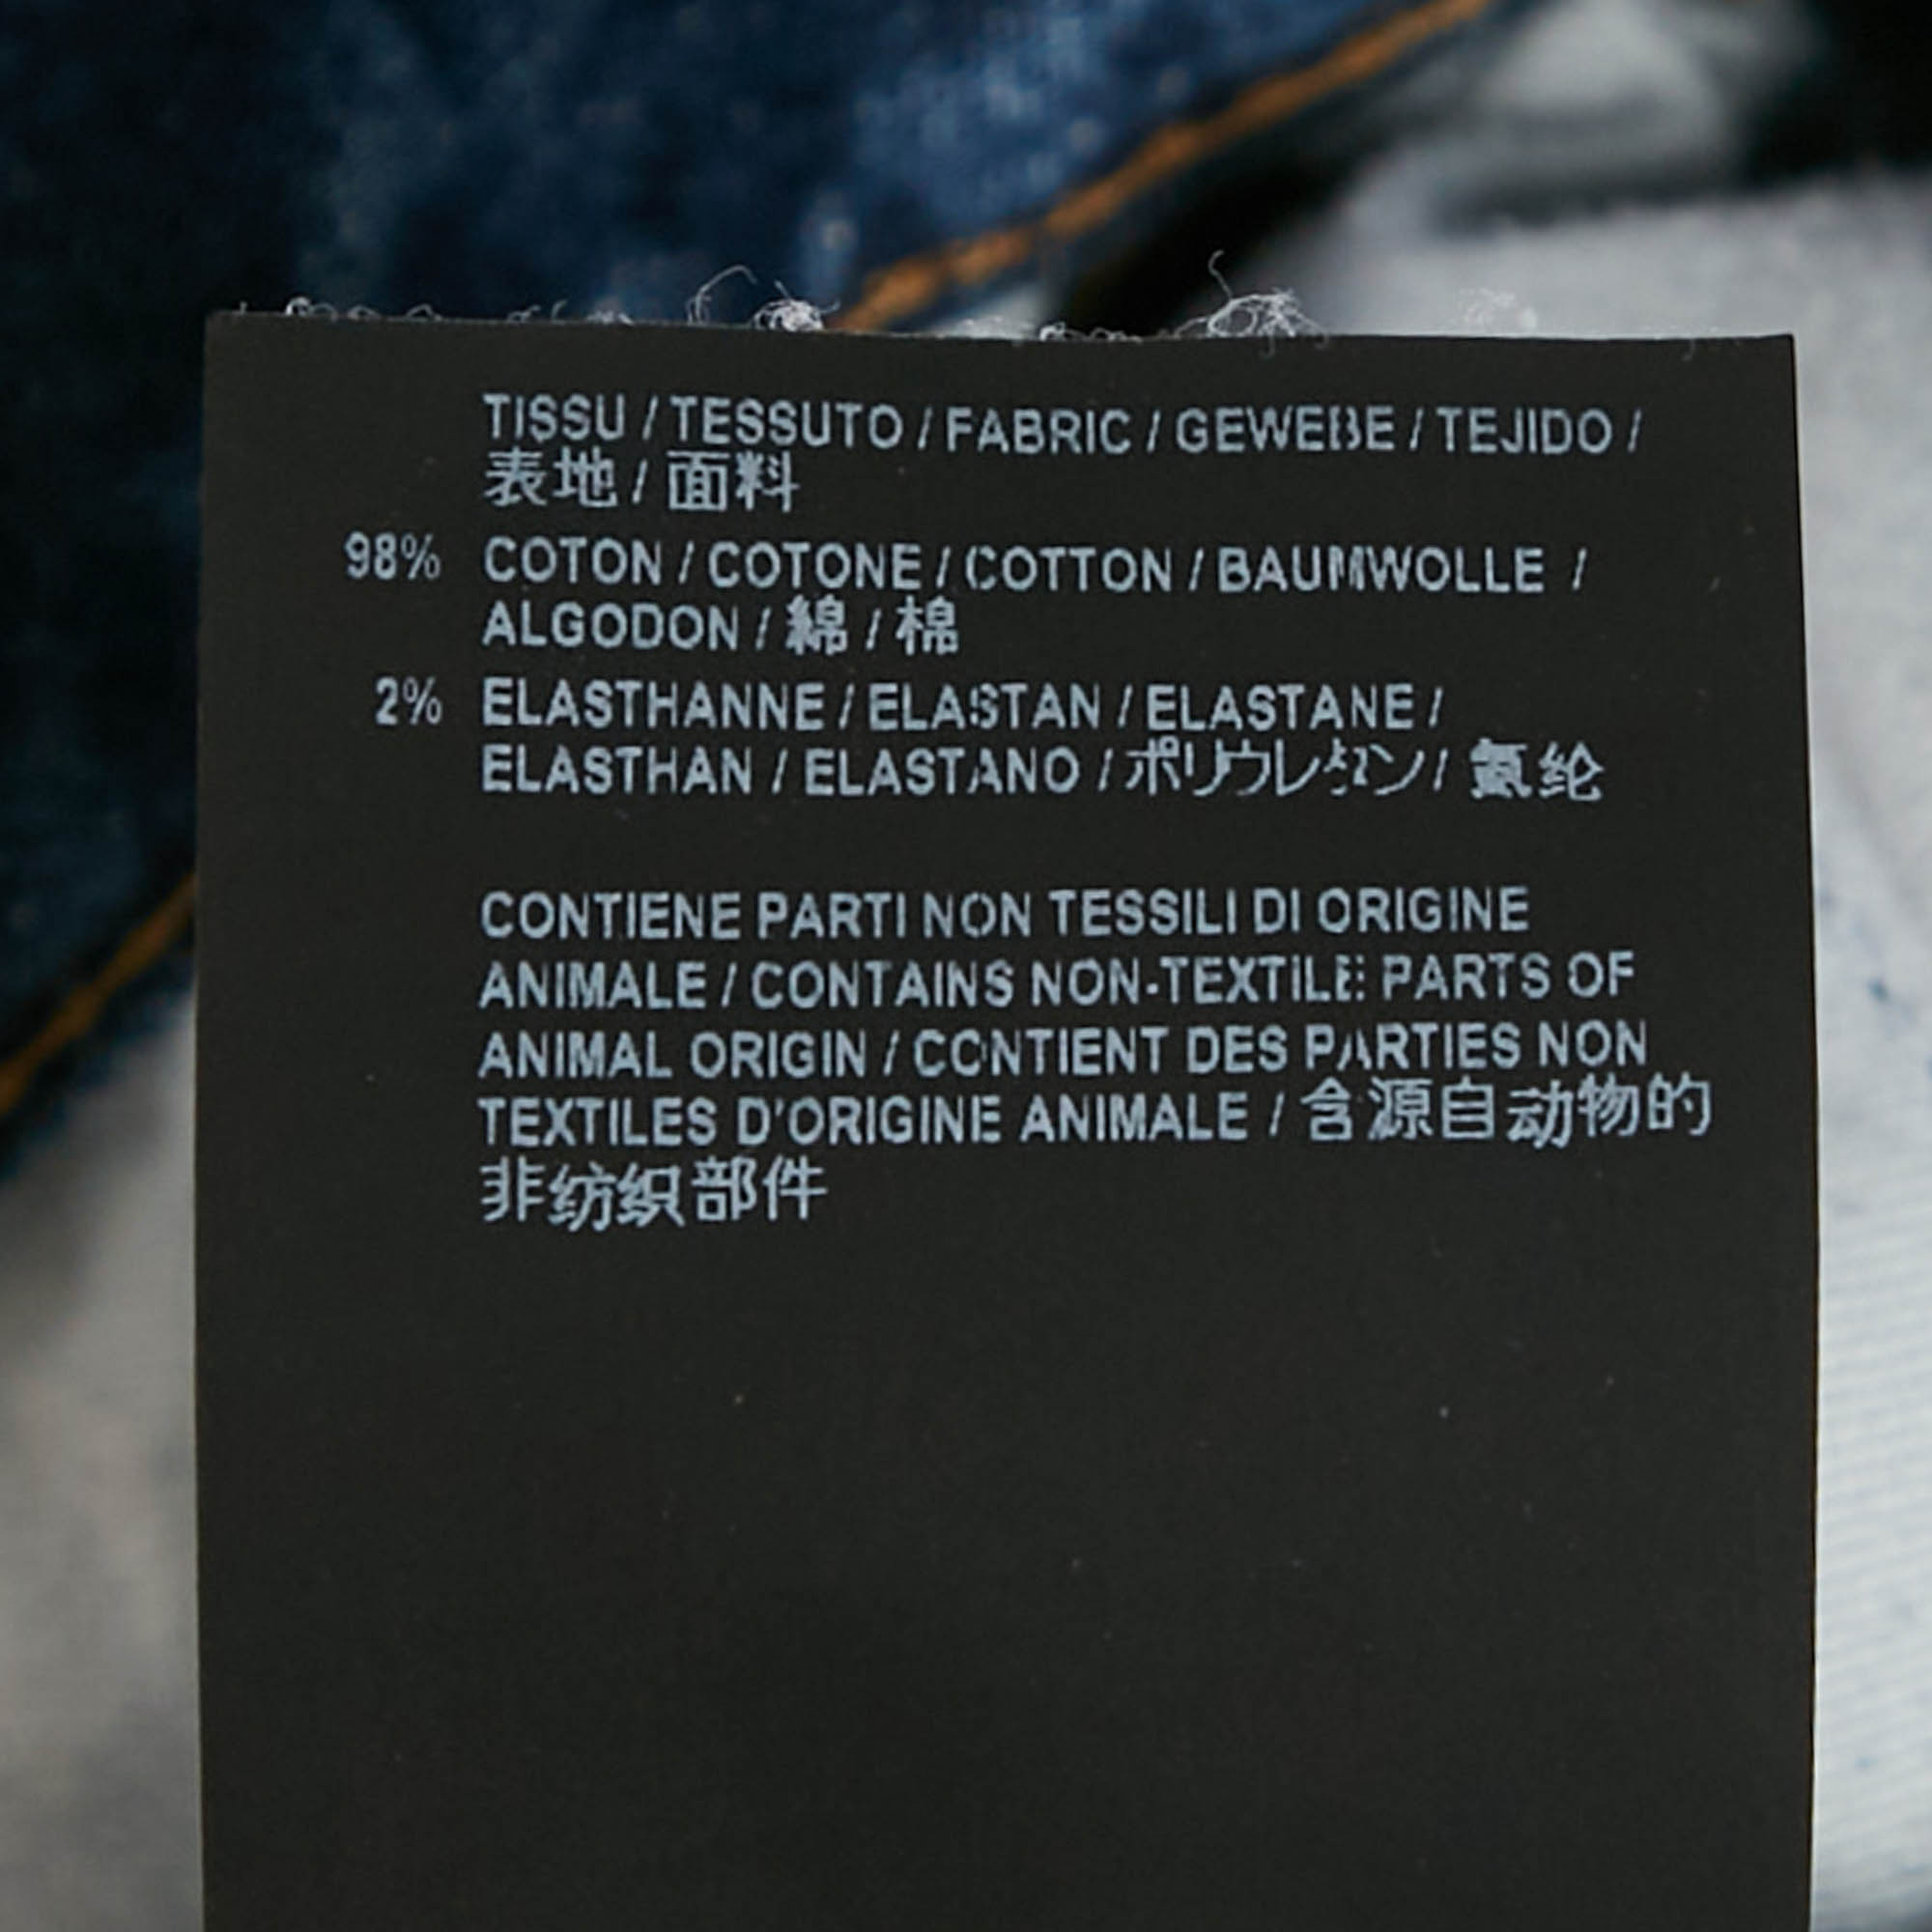 TISSU / TESSUTO / FABRIC / GEWEBE / TEJIDO /
表地 / 面料
98% COTON / COTONE / COTTON / BAUMWOLLE /
ALGODON / 綿 / 棉
2% ELASTHANNE / ELASTAN / ELASTANE /
ELASTHAN / ELASTANO / ポリウレタン / 氨纶
CONTIENE PARTI NON TESSILI DI ORIGINE
ANIMALE / CONTAINS NON-TEXTILE PARTS OF
ANIMAL ORIGIN / CONTIENT DES PARTIES NON
TEXTILES D'ORIGINE ANIMALE / 含源自动物的
非纺织部件